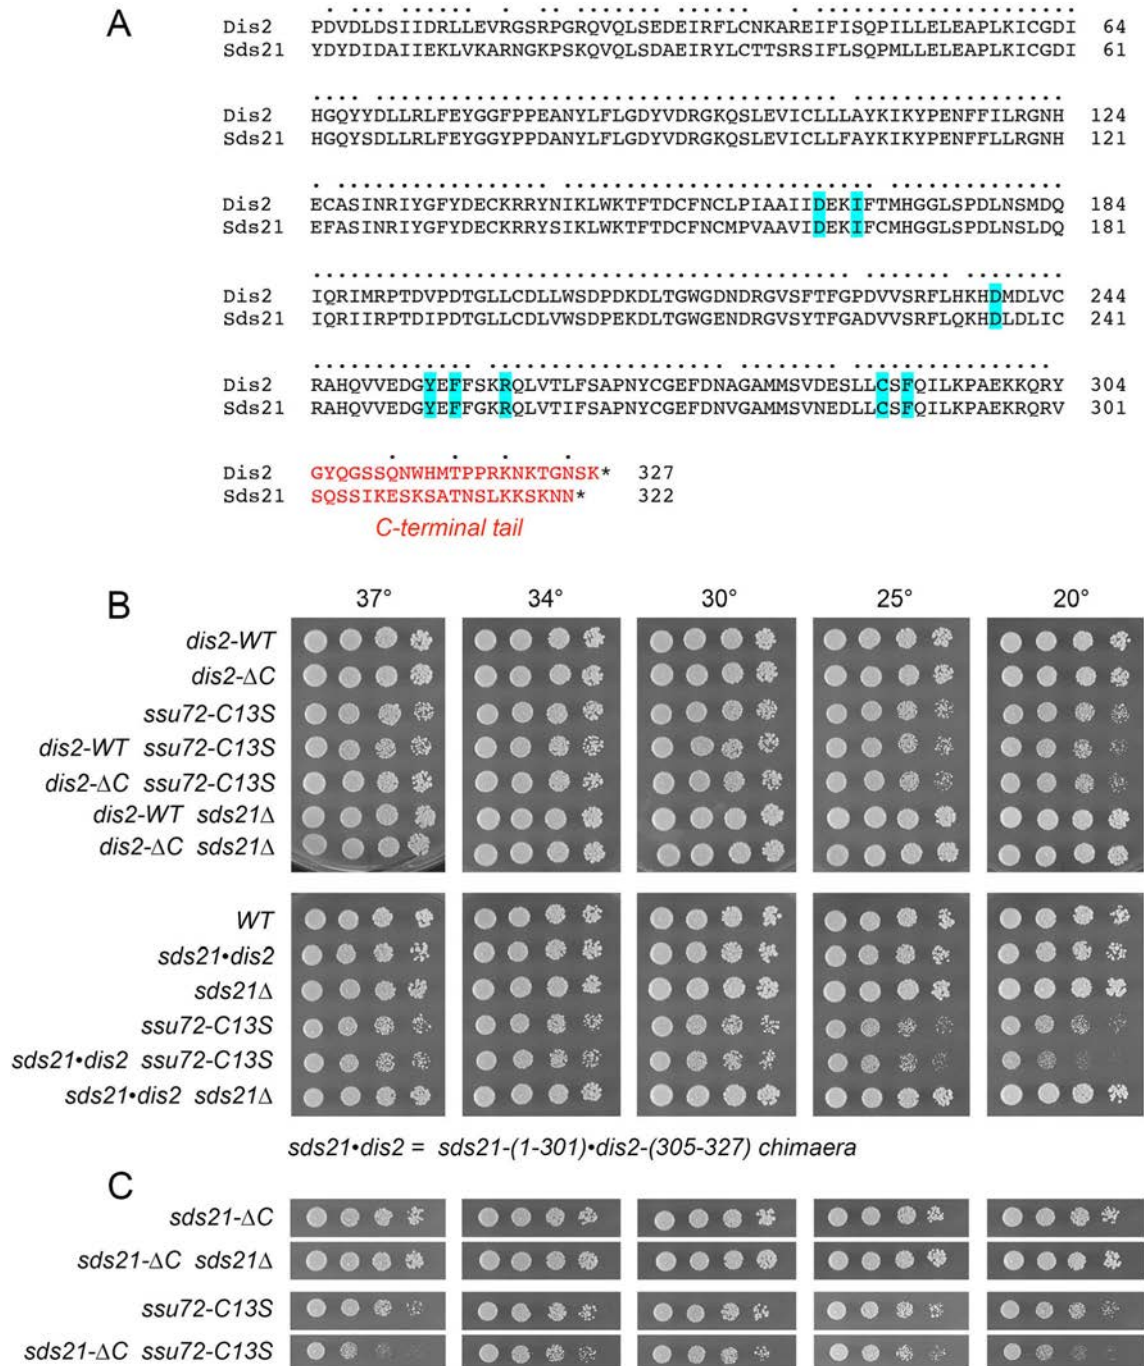 A
Dis2 PDVDLDSIIDRLLEVRGSRPGRQVQLSEDEIRFLCNKAREIFISQPILLELEAPLKICGDI 64
Sds21 YDYDIDAIIEKLVKARNGKPSKQVQLSDAEIRYLCTTSRSIFLSQPMLLELEAPLKICGDI 61
Dis2 HGQYYDLLRLFEYGGFPPEANYLFLGDYVDRGKQSLEVICLLLAYKIKYPENFFILRGNH 124
Sds21 HGQYSDLLRLFEYGGYPPDANYLFLGDYVDRGKQSLEVICLLFAYKIKYPENFFLLRGNH 121
Dis2 ECASINRIYGFYDECKRRYNIKLWKTFTDCFNCLPIAAIIDEKIFTMHGGLSPDLNSMDQ 184
Sds21 EFASINRIYGFYDECKRRYSIKLWKTFTDCFNCMPVAAVIDEKIFCMHGGLSPDLNSLDQ 181
Dis2 IQRIMRPTDVPDTGLLCDLLWSDPDKDLTGWGDNDRGVSFTFGPDVVSRFLHKHDMDLVC 244
Sds21 IQRIIRPTDIPDTGLLCDLVWSDPEKDLTGWGENDRGVSYTFGADVVSRFLQKHDLDLIC 241
Dis2 RAHQVVEDGYEFFSKRQLVTLFSAPNYCGEFDNAGAMMSVDESLLCSFQILKPAEKKQRY 304
Sds21 RAHQVVEDGYEFFGKRQLVTIFSAPNYCGEFDNVGAMMSVNEDLLCSFQILKPAEKRQRV 301
Dis2 GYQGSSQNWHMTPPRKNKTGNSK* 327
Sds21 SQSSIKESKSATNSLKKSKNN* 322
C-terminal tail
B
37° 34° 30° 25° 20°
dis2-WT
dis2-ΔC
ssu72-C13S
dis2-WT ssu72-C13S
dis2-ΔC ssu72-C13S
dis2-WT sds21Δ
dis2-ΔC sds21Δ
WT
sds21•dis2
sds21Δ
ssu72-C13S
sds21•dis2 ssu72-C13S
sds21•dis2 sds21Δ
sds21•dis2 = sds21-(1-301)•dis2-(305-327) chimaera
C
sds21-ΔC
sds21-ΔC sds21Δ
ssu72-C13S
sds21-ΔC ssu72-C13S